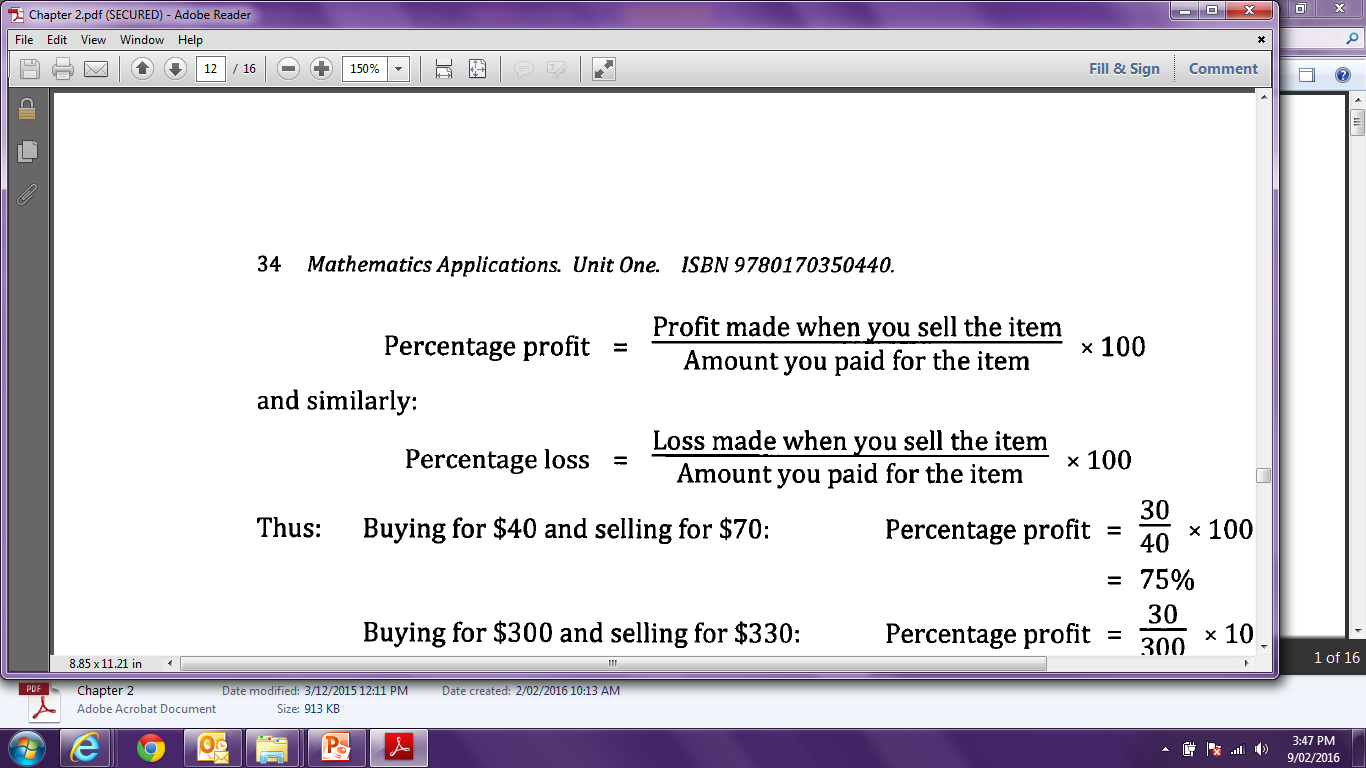 Chapter 2.pdf (SECURED) - Adobe Reader
File Edit View Window Help
12 / 16 150% Fill & Sign Comment
34 Mathematics Applications. Unit One. ISBN 9780170350440.
Percentage profit = Profit made when you sell the item / Amount you paid for the item × 100
and similarly:
Percentage loss = Loss made when you sell the item / Amount you paid for the item × 100
Thus: Buying for $40 and selling for $70: Percentage profit = 30/40 × 100
= 75%
Buying for $300 and selling for $330: Percentage profit = 30/300 × 10
8.85 x 11.21 in
1 of 16
Chapter 2 Date modified: 3/12/2015 12:11 PM Date created: 2/02/2016 10:13 AM
Adobe Acrobat Document Size: 913 KB
PDF
3:47 PM
9/02/2016